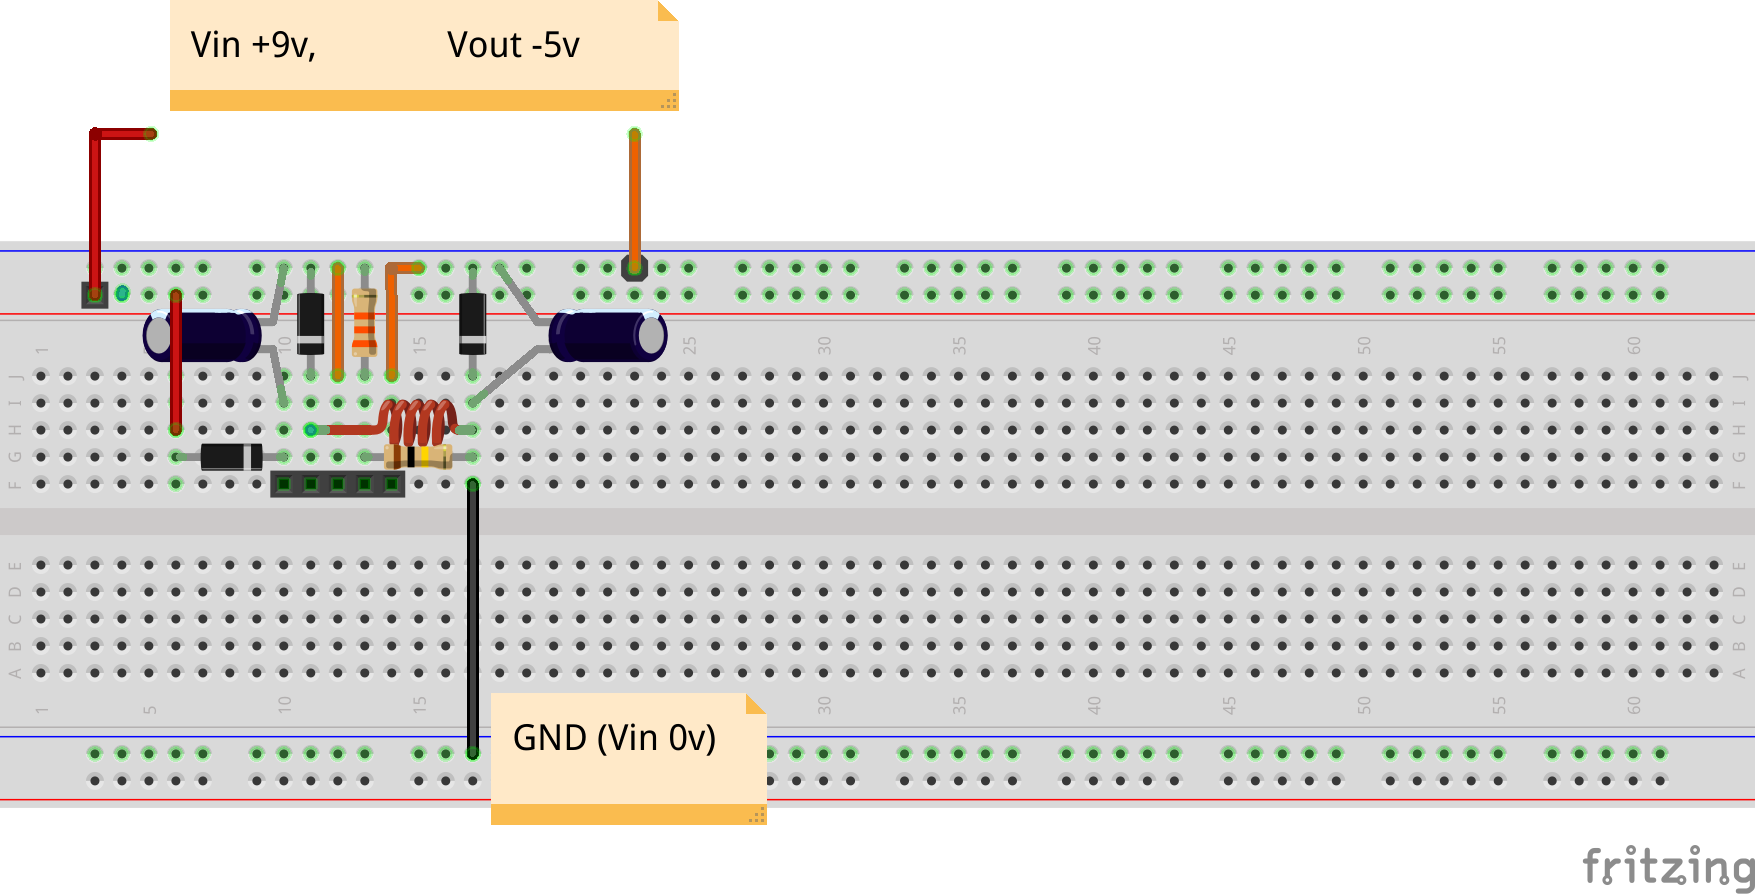 Vin +9v, Vout -5v
1 10 15 25 30 35 40 45 50 55 60
J J
I I
H H
G G
F F
E E
D D
C C
B B
A A
1 5 10 15 30 35 40 45 50 55 60
GND (Vin 0v)
fritzing